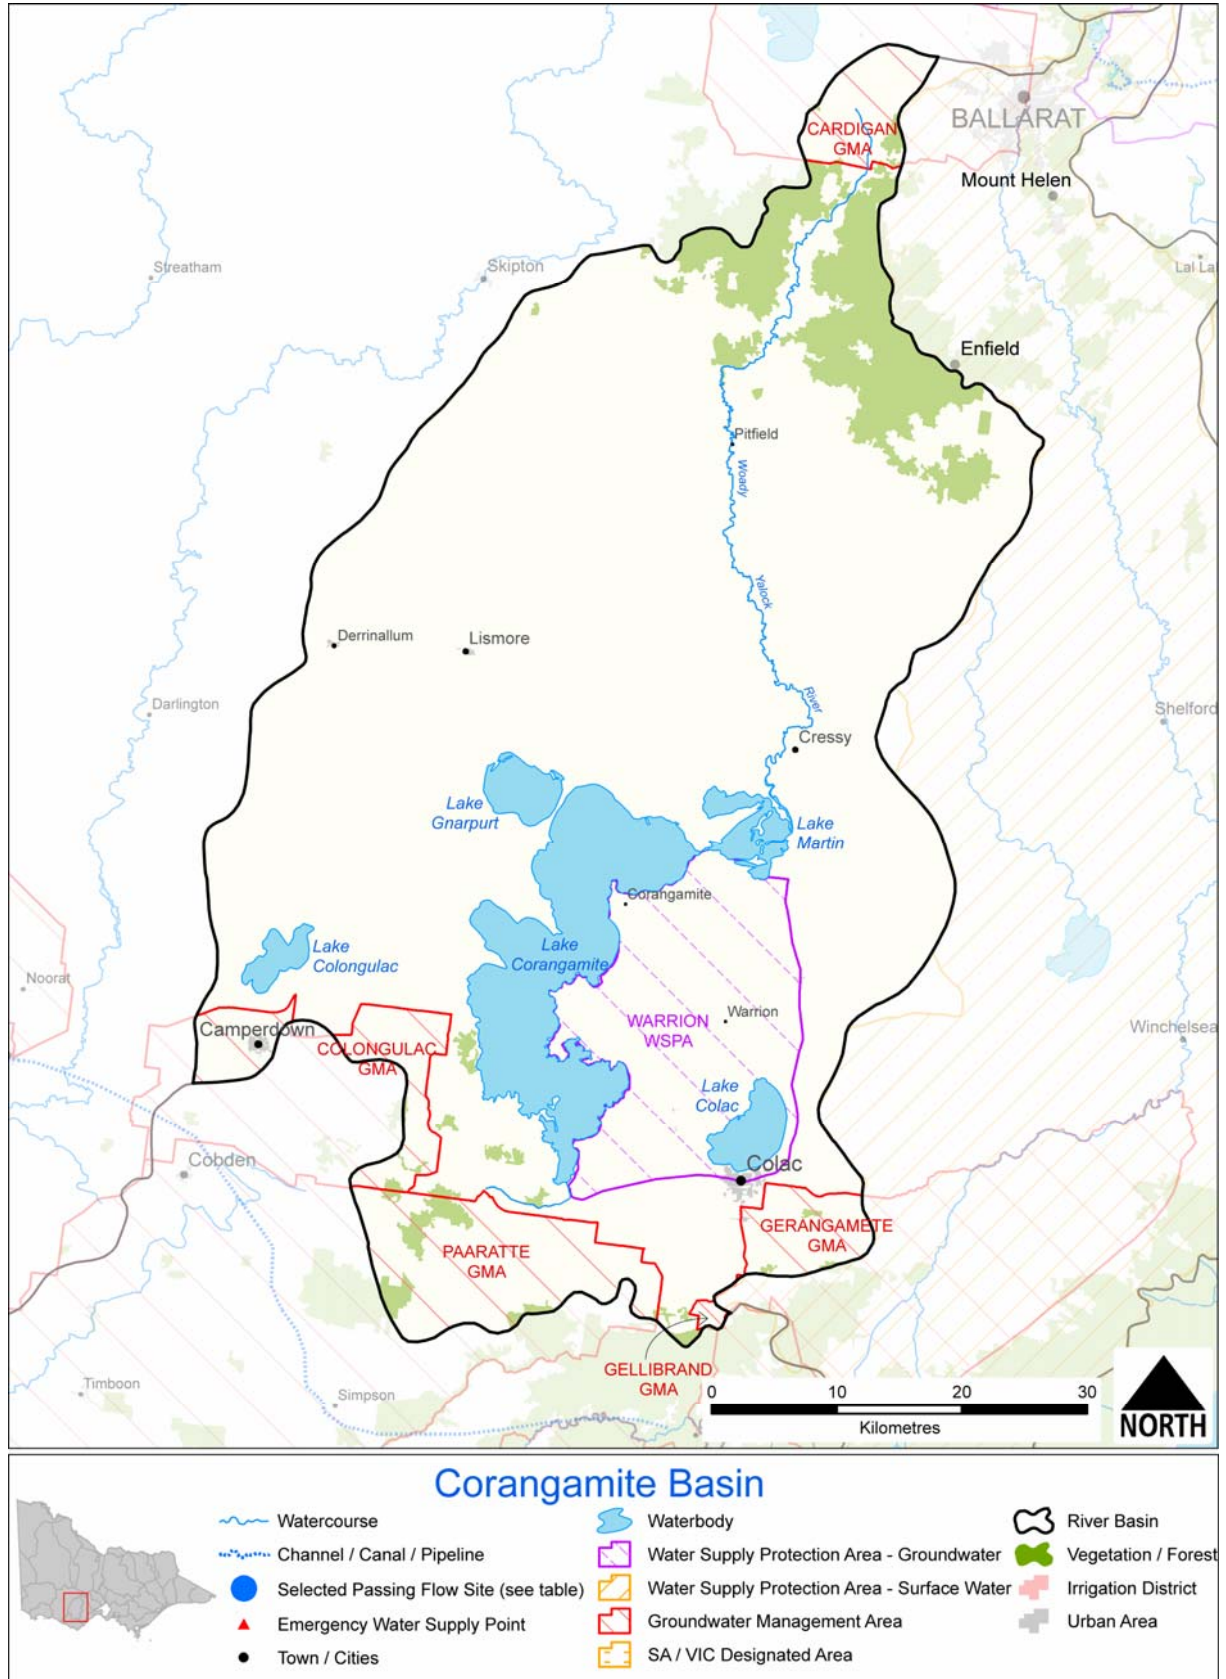 BALLARAT
CARDIGAN
GMA
Mount Helen
Streatham
Skipton
Lal La
Enfield
Pitfield
Woady
Yalock
River
Derrinallum
Lismore
Darlington
Shelford
Cressy
Lake
Gnarpurt
Lake
Martin
Corangamite
Lake
Colongulac
Lake
Corangamite
Noorat
Camperdown
COLONGULAC
GMA
WARRION
WSPA
Warrion
Winchelsea
Lake
Colac
Cobden
Colac
PAARATTE
GMA
GERANGAMETE
GMA
GELLIBRAND
GMA
Timboon
Simpson
0 10 20 30
Kilometres
NORTH
Corangamite Basin
Watercourse
Channel / Canal / Pipeline
Selected Passing Flow Site (see table)
Emergency Water Supply Point
Town / Cities
Waterbody
Water Supply Protection Area - Groundwater
Water Supply Protection Area - Surface Water
Groundwater Management Area
SA / VIC Designated Area
River Basin
Vegetation / Forest
Irrigation District
Urban Area